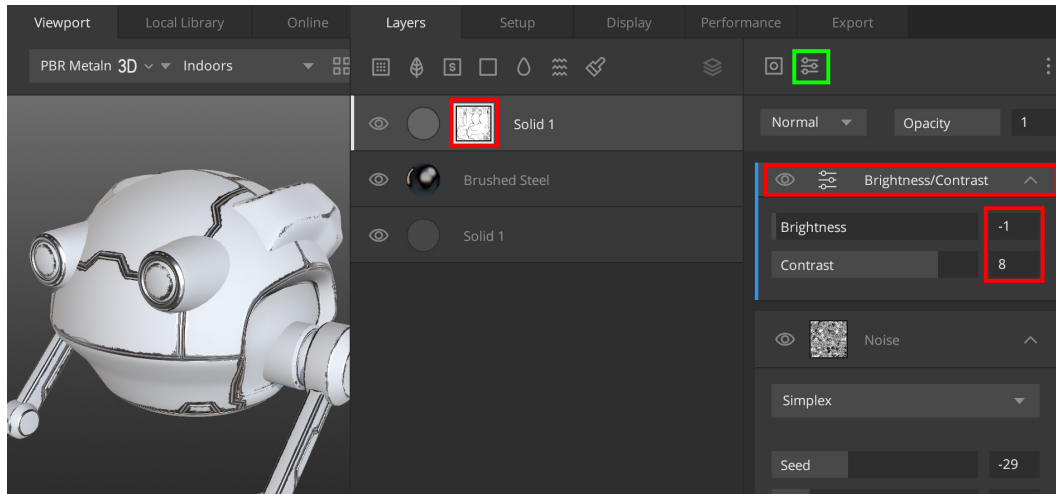 Viewport Local Library Online Layers Setup Display Performance Export
PBR Metaln 3D Indoors
S
Solid 1
Normal Opacity 1
Brushed Steel
Brightness/Contrast
Brightness -1
Solid 1
Contrast 8
Noise
Simplex
Seed -29